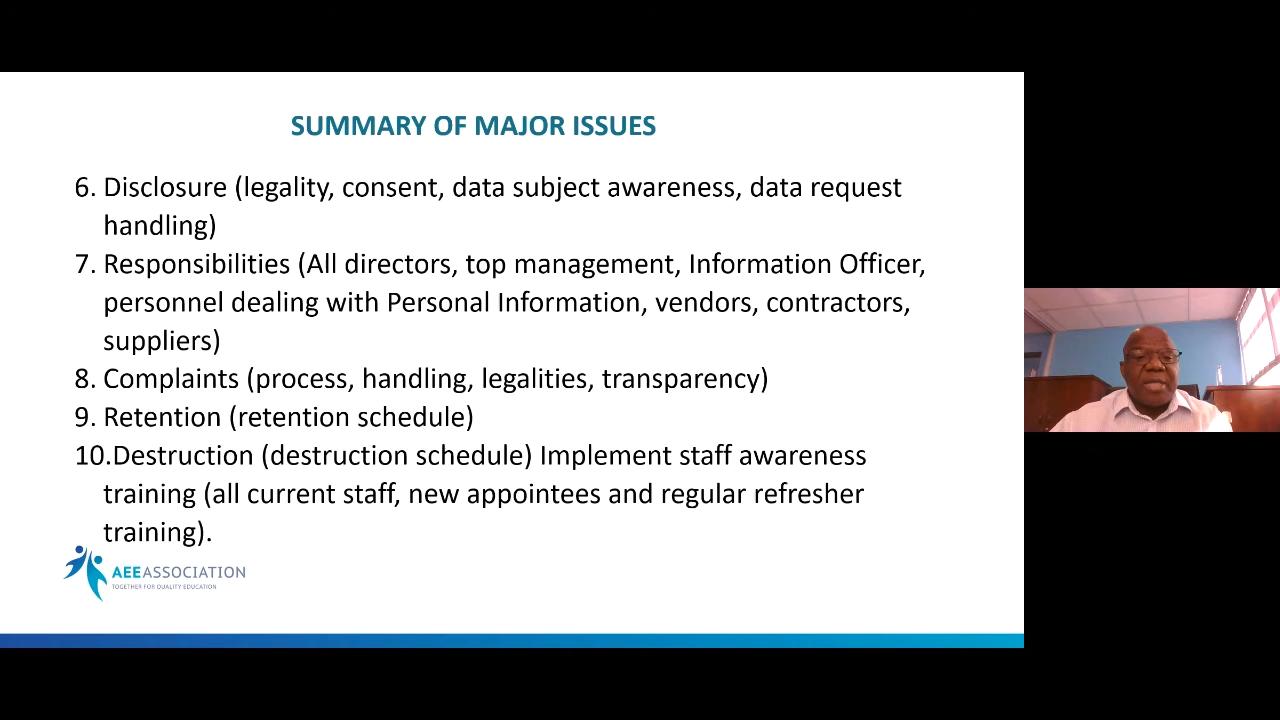 SUMMARY OF MAJOR ISSUES
6. Disclosure (legality, consent, data subject awareness, data request
handling)
7. Responsibilities (All directors, top management, Information Officer,
personnel dealing with Personal Information, vendors, contractors,
suppliers)
8. Complaints (process, handling, legalities, transparency)
9. Retention (retention schedule)
10.Destruction (destruction schedule) Implement staff awareness
training (all current staff, new appointees and regular refresher
training).
AEEASSOCIATION
TOGETHER FOR QUALITY EDUCATION